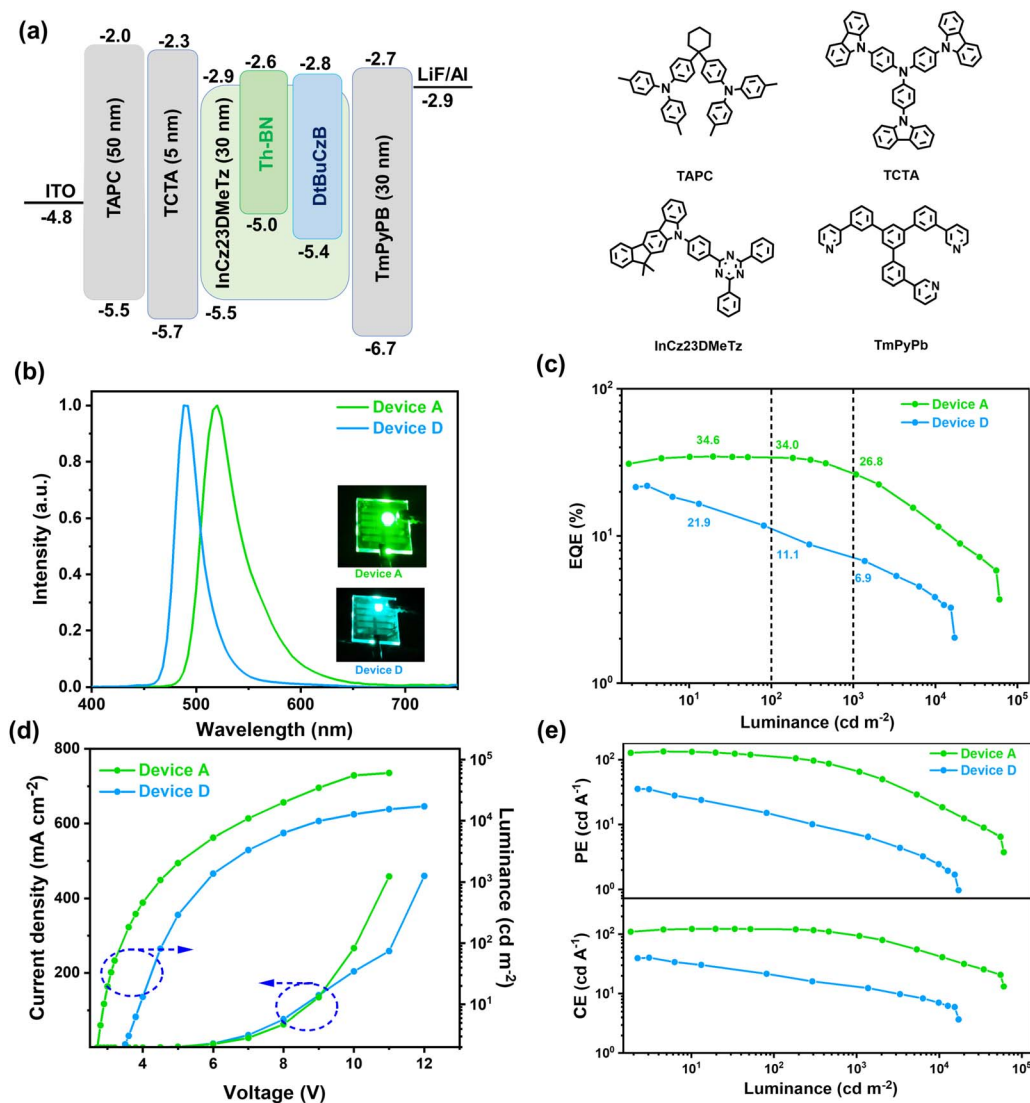 (a)
-2.0
-2.3
-2.9
-2.6
-2.8
-2.7
LiF/Al
-2.9
ITO
-4.8
TAPC (50 nm)
TCTA (5 nm)
InCz23DMeTz (30 nm)
Th-BN
DtBuCzB
TmPyPB (30 nm)
-5.0
-5.4
-5.5
-5.7
-5.5
-6.7
N
N
TAPC
N
N
N
N
TCTA
N
N
N
N
InCz23DMeTz
N
N
N
TmPyPb
(b)
Device A
Device D
1.0
0.8
0.6
0.4
0.2
0.0
Intensity (a.u.)
Device A
Device D
400
500
600
700
Wavelength (nm)
(c)
Device A
Device D
10²
10¹
10⁰
EQE (%)
34.6
34.0
26.8
21.9
11.1
6.9
10¹
10²
10³
10⁴
10⁵
Luminance (cd m⁻²)
(d)
Device A
Device D
800
600
400
200
Current density (mA cm⁻²)
10⁵
10⁴
10³
10²
10¹
Luminance (cd m⁻²)
4
6
8
10
12
Voltage (V)
(e)
Device A
Device D
10²
10¹
10⁰
PE (cd A⁻¹)
10²
10¹
10⁰
CE (cd A⁻¹)
10¹
10²
10³
10⁴
10⁵
Luminance (cd m⁻²)